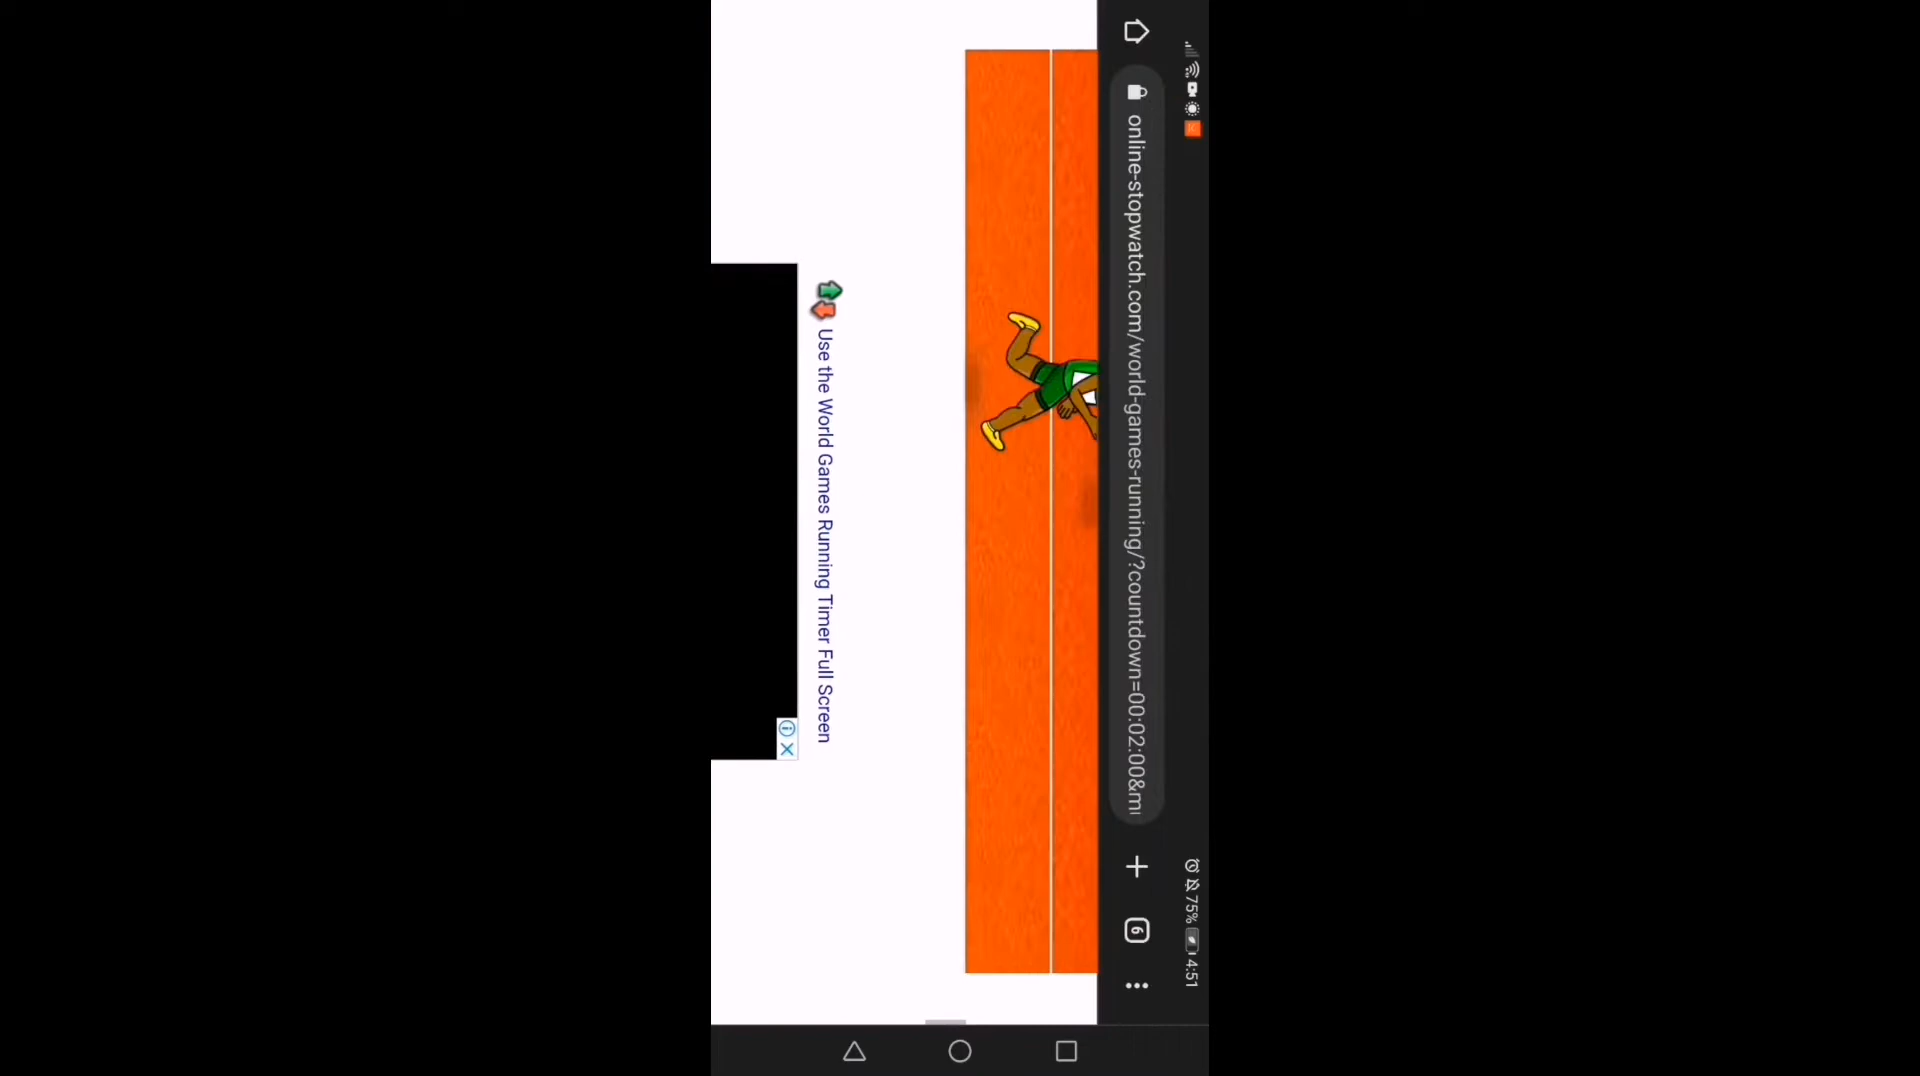 75% 4:51
online-stopwatch.com/world-games-running/?countdown=00:02:00&
6
Use the World Games Running Timer Full Screen